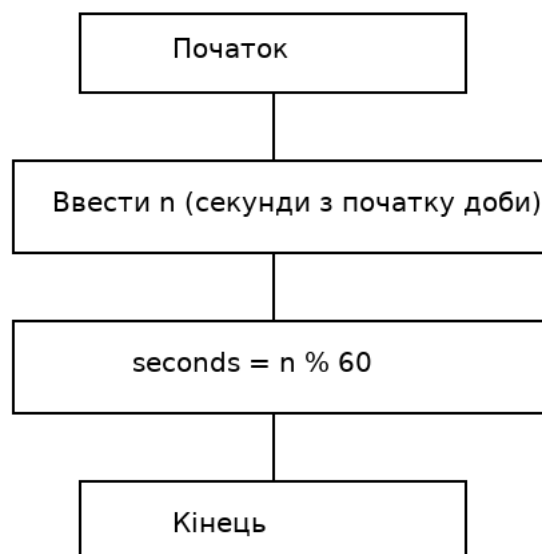 Початок
Ввести n (секунди з початку доби)
seconds = n % 60
Кінець